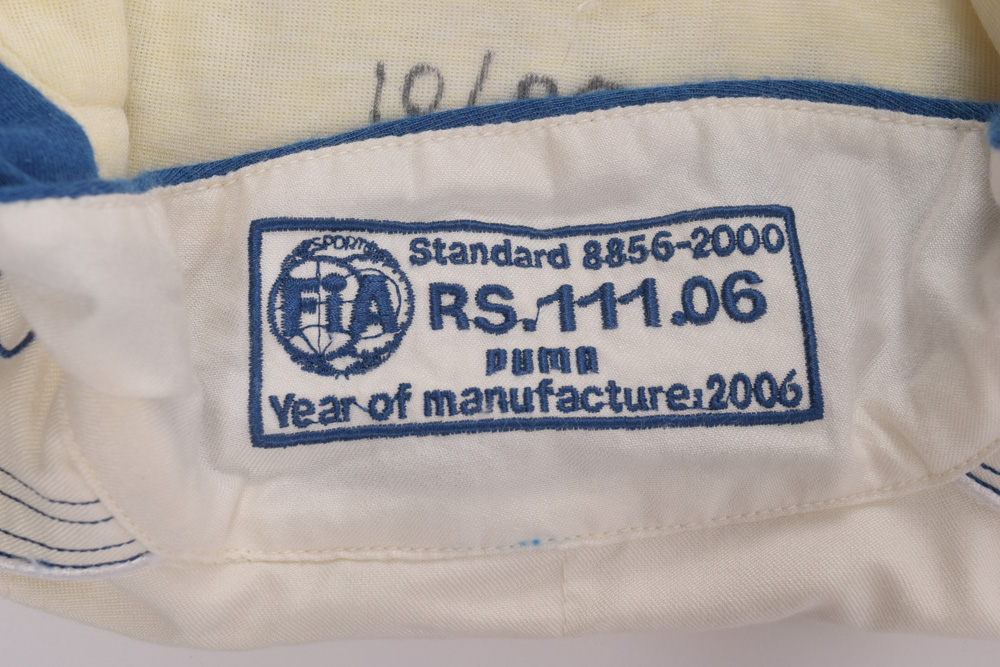 SPORT
FiA
Standard 8856-2000
RS.111.06
puma
Year of manufacture:2006